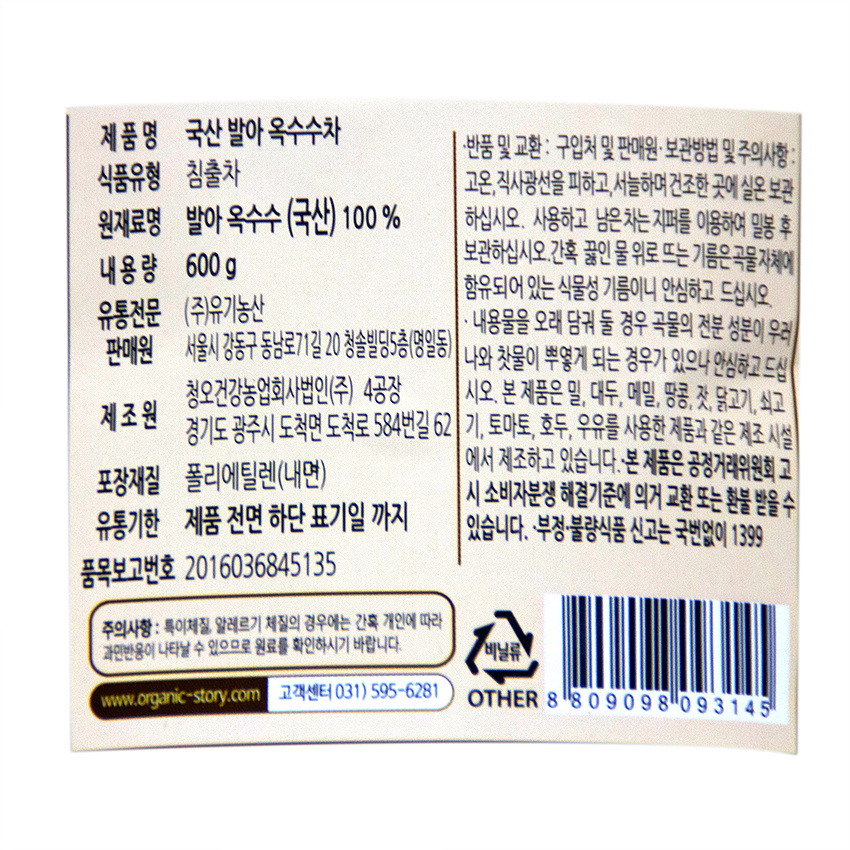 제품명 국산 발아 옥수수차
식품유형 침출차
원재료명 발아 옥수수 (국산) 100 %
내용량 600 g
유통전문 판매원 (주)유기농산
서울시 강동구 동남로71길 20 청솔빌딩5층(명일동)
제조원 청오건강농업회사법인(주) 4공장
경기도 광주시 도척면 도척로 584번길 62
포장재질 폴리에틸렌(내면)
유통기한 제품 전면 하단 표기일 까지
품목보고번호 2016036845135
주의사항 : 특이체질, 알레르기 체질의 경우에는 간혹 개인에 따라
과민반응이 나타날 수 있으므로 원료를 확인하시기 바랍니다.
www.organic-story.com 고객센터 031) 595-6281
·반품 및 교환 : 구입처 및 판매원·보관방법 및 주의사항 :
고온,직사광선을 피하고,서늘하며 건조한 곳에 실온 보관
하십시오. 사용하고 남은 차는 지퍼를 이용하여 밀봉 후
보관하십시오.간혹 끓인 물 위로 뜨는 기름은 곡물 자체에
함유되어 있는 식물성 기름이니 안심하고 드십시오.
·내용물을 오래 담궈 둘 경우 곡물의 전분 성분이 우러
나와 찻물이 뿌옇게 되는 경우가 있으나 안심하고 드십
시오. 본 제품은 밀, 대두, 메밀, 땅콩, 잣, 닭고기, 쇠고
기, 토마토, 호두, 우유를 사용한 제품과 같은 제조 시설
에서 제조하고 있습니다.·본 제품은 공정거래위원회 고
시 소비자분쟁 해결기준에 의거 교환 또는 환불 받을 수
있습니다. ·부정·불량식품 신고는 국번없이 1399
비닐류
OTHER
8 809098 093145